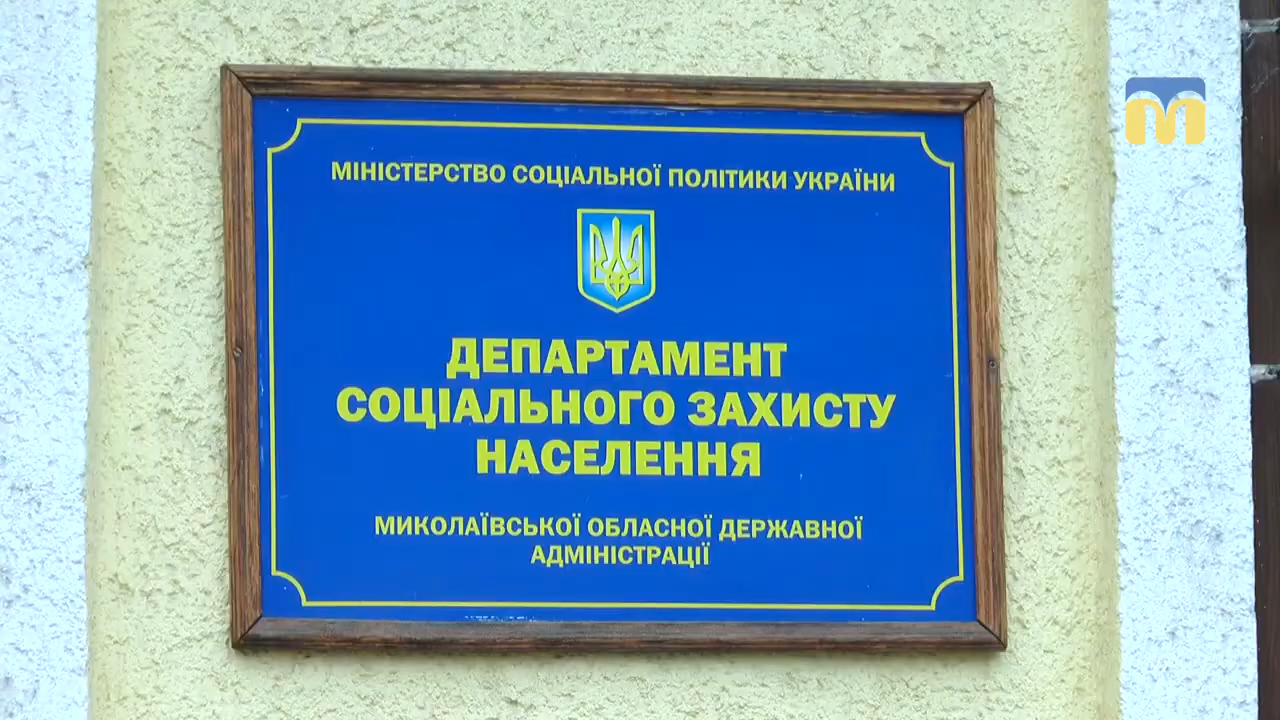 МІНІСТЕРСТВО СОЦІАЛЬНОЇ ПОЛІТИКИ УКРАЇНИ
ДЕПАРТАМЕНТ
СОЦІАЛЬНОГО ЗАХИСТУ
НАСЕЛЕННЯ
МИКОЛАЇВСЬКОЇ ОБЛАСНОЇ ДЕРЖАВНОЇ
АДМІНІСТРАЦІЇ